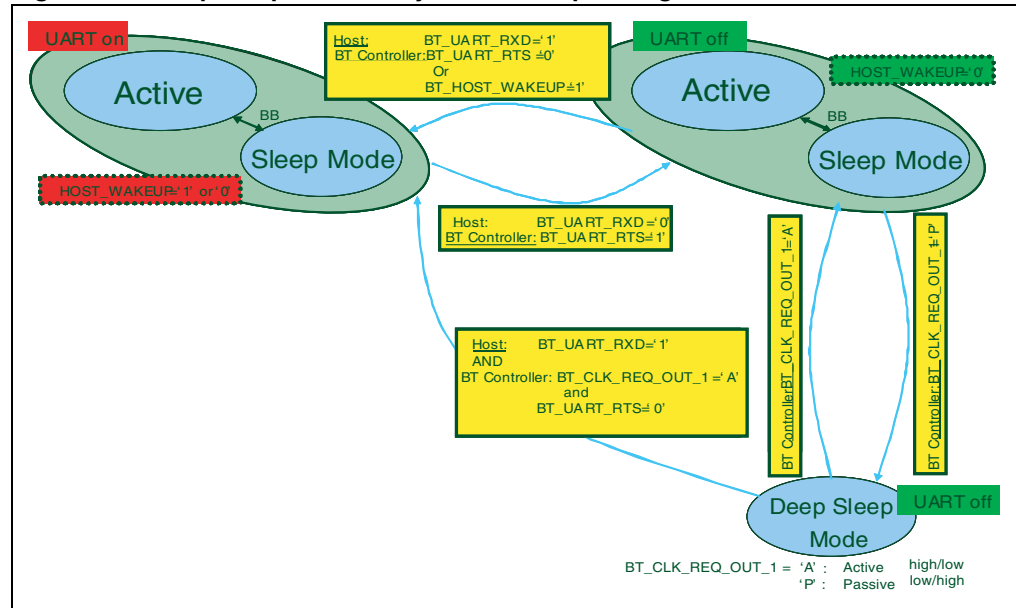 UART on
Active
BB
Sleep Mode
HOST_WAKEUP='1' or '0'
Host: BT_UART_RXD='1'
BT Controller:BT_UART_RTS='0'
Or
BT_HOST_WAKEUP='1'
UART off
HOST_WAKEUP='0'
Active
BB
Sleep Mode
Host: BT_UART_RXD='0'
BT Controller: BT_UART_RTS='1'
BT Controller:BT_CLK_REQ_OUT_1='A'
BT Controller:BT_CLK_REQ_OUT_1='P'
Host: BT_UART_RXD='1'
AND
BT Controller: BT_CLK_REQ_OUT_1='A'
and
BT_UART_RTS='0'
Deep Sleep
Mode
UART off
BT_CLK_REQ_OUT_1 = 'A' : Active high/low
'P' : Passive low/high